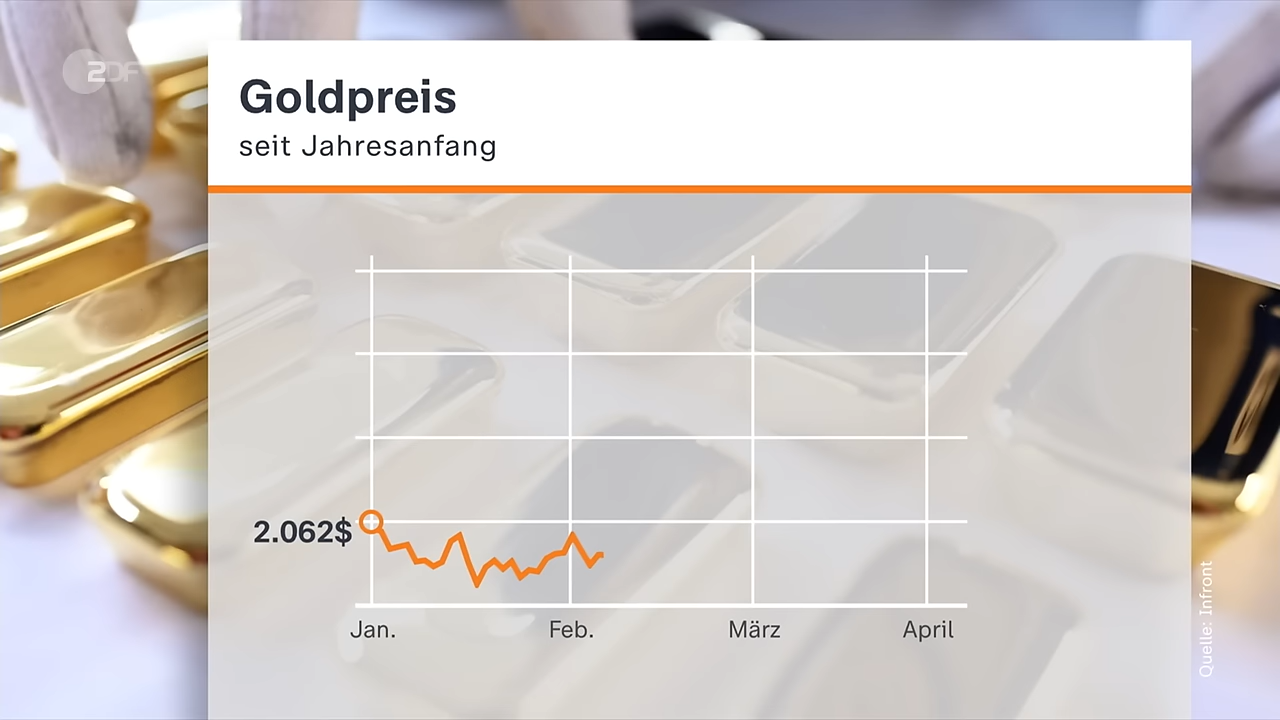 ZDF
Goldpreis
seit Jahresanfang
2.062$
Jan.
Feb.
März
April
Quelle: Infront